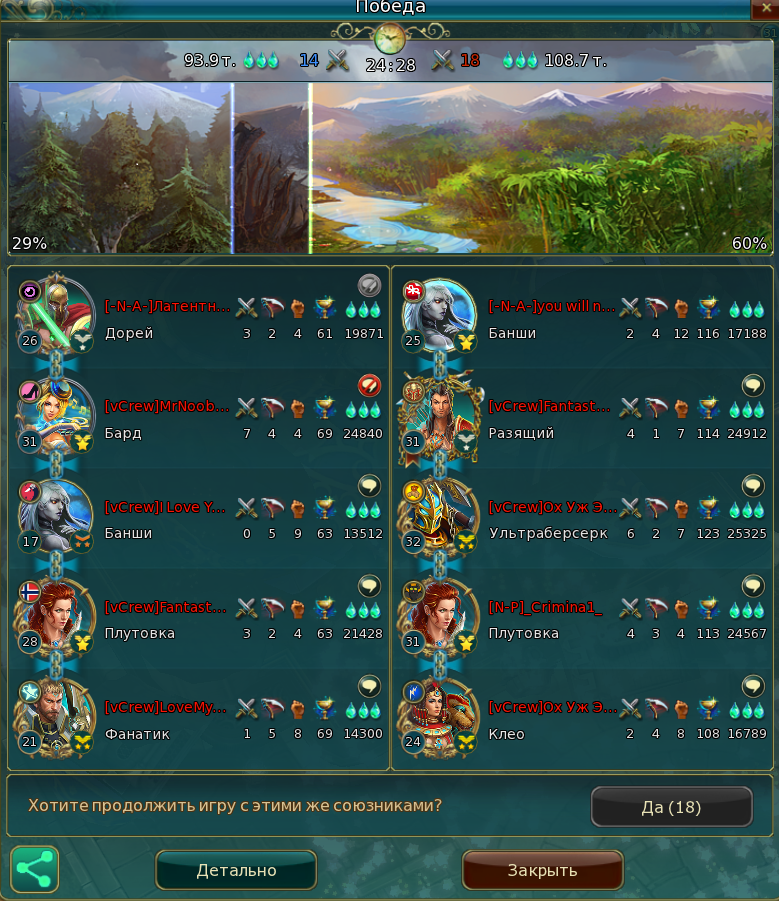 Победа
93.9 т. 14 24:28 18 108.7 т.
29% 60%
[-N-A-]Латентн...
Дорей 3 2 4 61 19871
26
[vCrew]MrNoob...
Бард 7 4 4 69 24840
31
[vCrew]I Love Y...
Банши 0 5 9 63 13512
17
[vCrew]Fantast...
Плутовка 3 2 4 63 21428
28
[vCrew]LoveMy...
Фанатик 1 5 8 69 14300
21
[-N-A-]you will n...
Банши 2 4 12 116 17188
25
[vCrew]Fantast...
Разящий 4 1 7 114 24912
31
[vCrew]Ох Уж Э...
Ультраберсерк 6 2 7 123 25325
32
[N-P]_Crimina1_
Плутовка 4 3 4 113 24567
31
[vCrew]Ох Уж Э...
Клео 2 4 8 108 16789
24
Хотите продолжить игру с этими же союзниками?
Да (18)
Детально
Закрыть